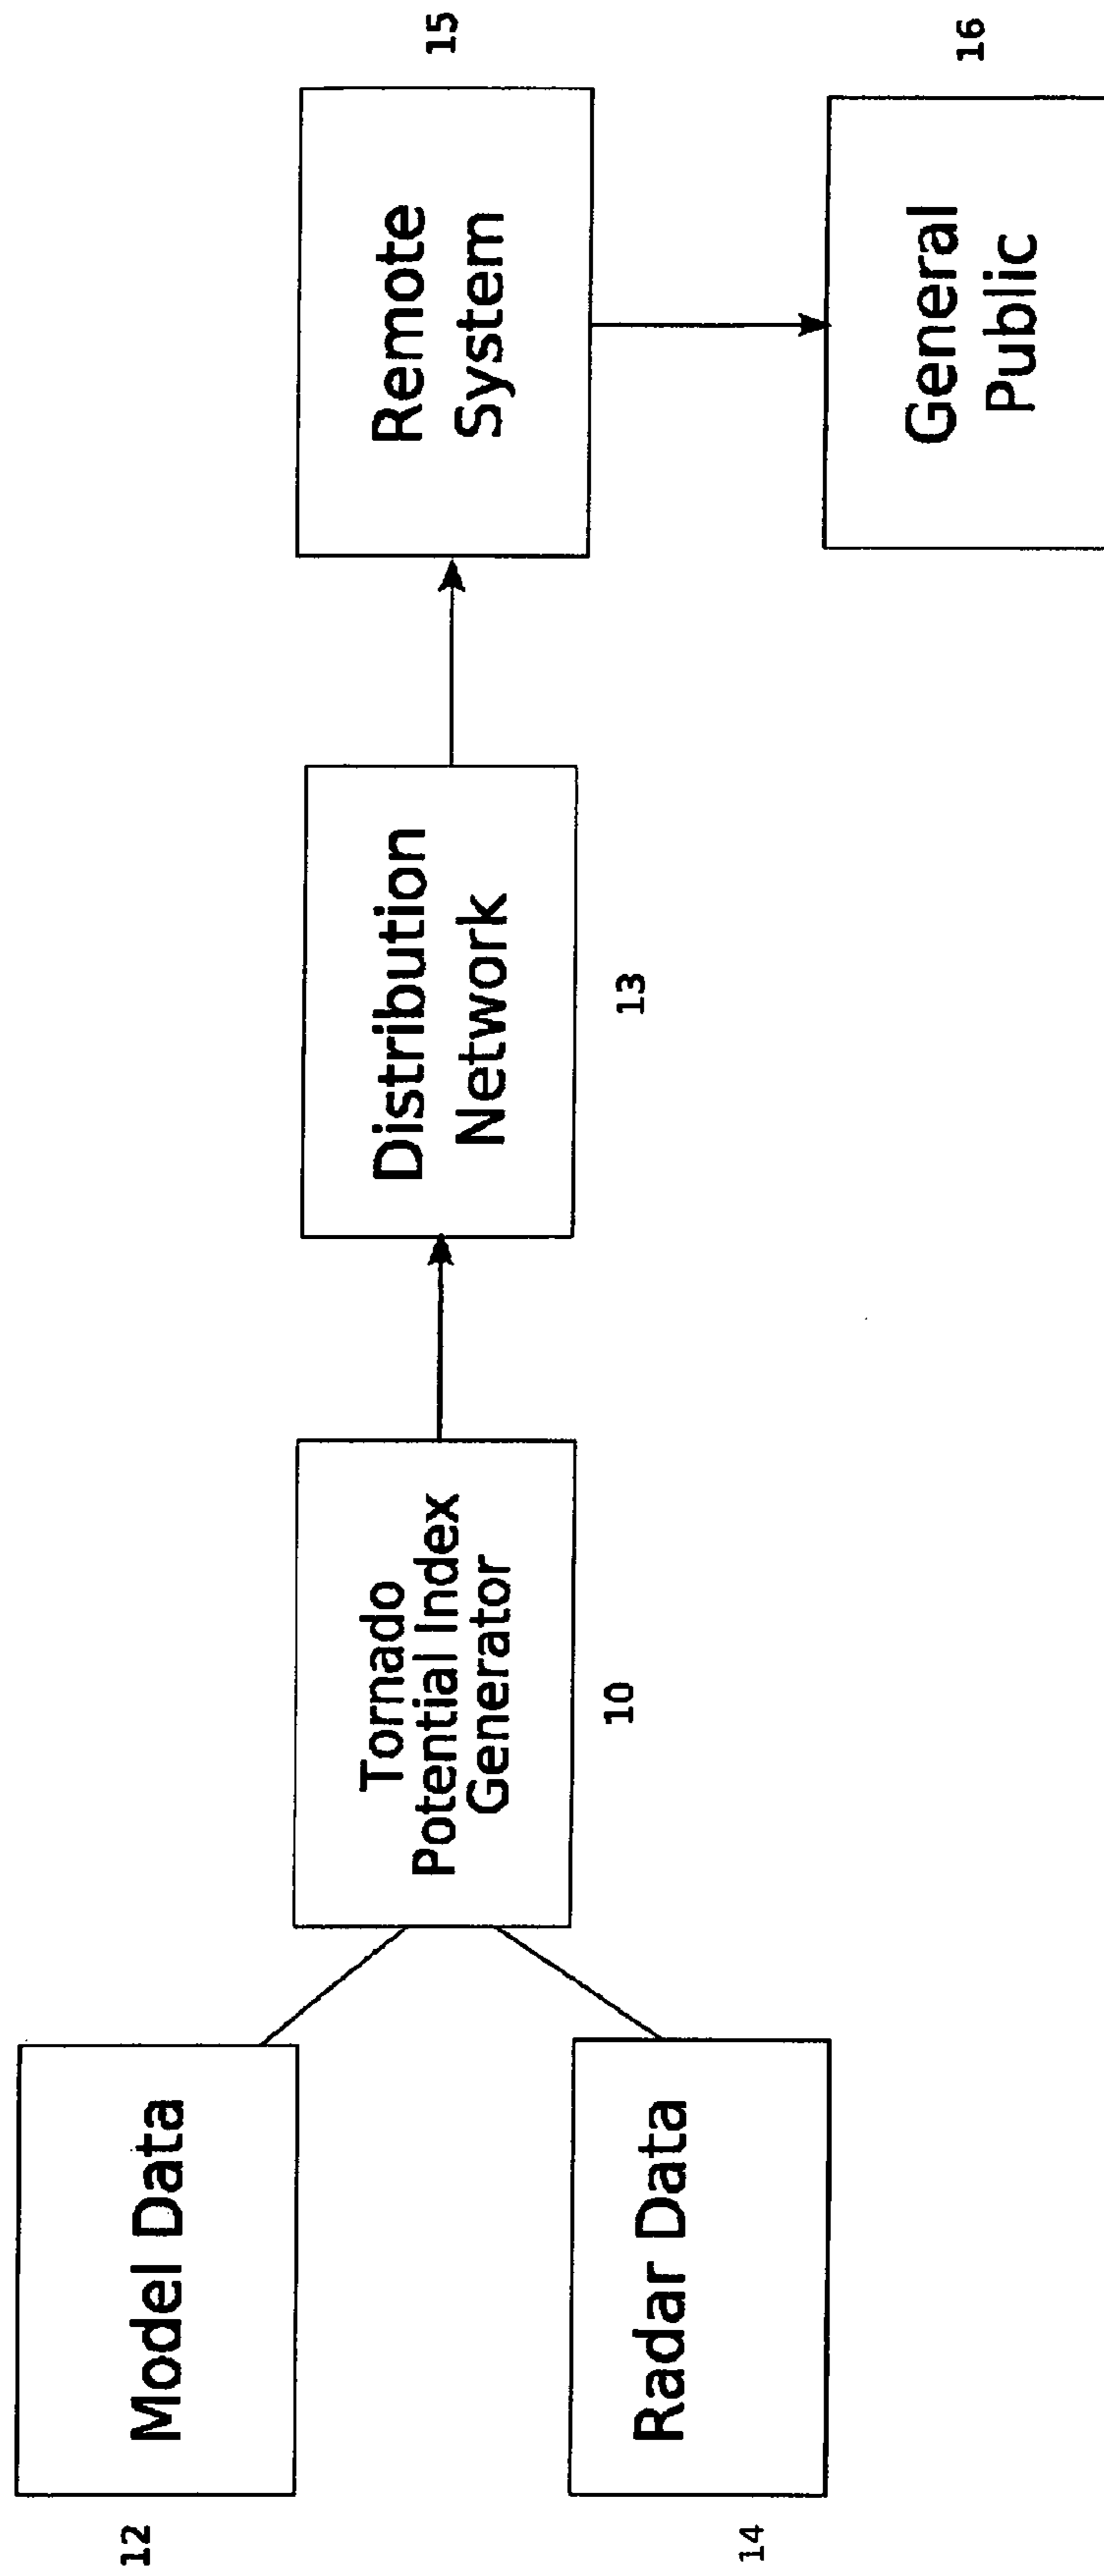 12
Model Data
14
Radar Data
Tornado
Potential Index
Generator
10
Distribution
Network
13
Remote
System
15
General
Public
16